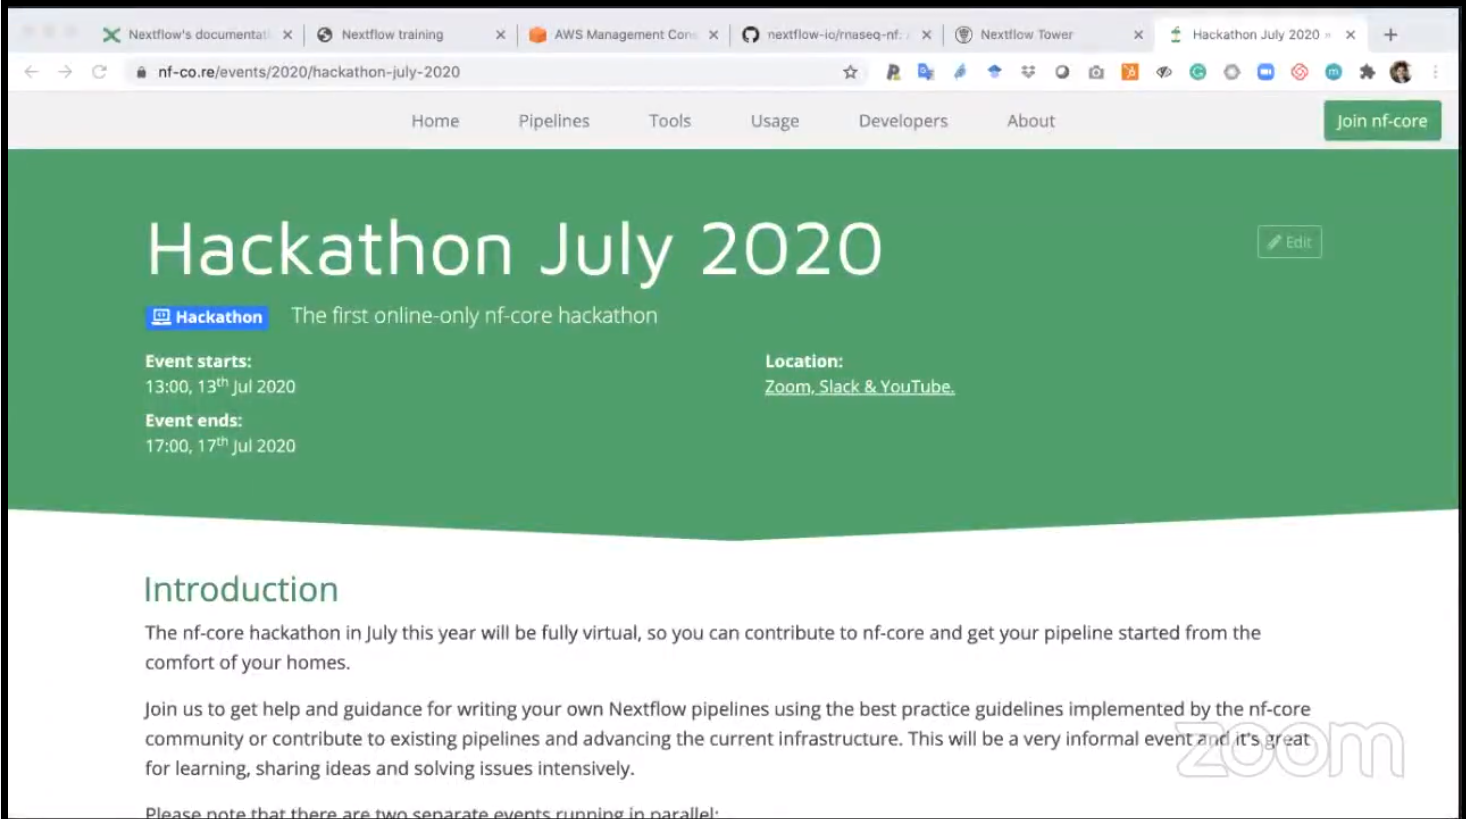 Nextflow's documentati
Nextflow training
AWS Management Con
nextflow-io/rnaseq-nf:
Nextflow Tower
Hackathon July 2020 »
nf-co.re/events/2020/hackathon-july-2020
Home
Pipelines
Tools
Usage
Developers
About
Join nf-core
Hackathon July 2020
Edit
Hackathon
The first online-only nf-core hackathon
Event starts:
13:00, 13th Jul 2020
Location:
Zoom, Slack & YouTube.
Event ends:
17:00, 17th Jul 2020
Introduction
The nf-core hackathon in July this year will be fully virtual, so you can contribute to nf-core and get your pipeline started from the
comfort of your homes.
Join us to get help and guidance for writing your own Nextflow pipelines using the best practice guidelines implemented by the nf-core
community or contribute to existing pipelines and advancing the current infrastructure. This will be a very informal event and it's great
for learning, sharing ideas and solving issues intensively.
zoom
Please note that there are two separate events running in parallel: